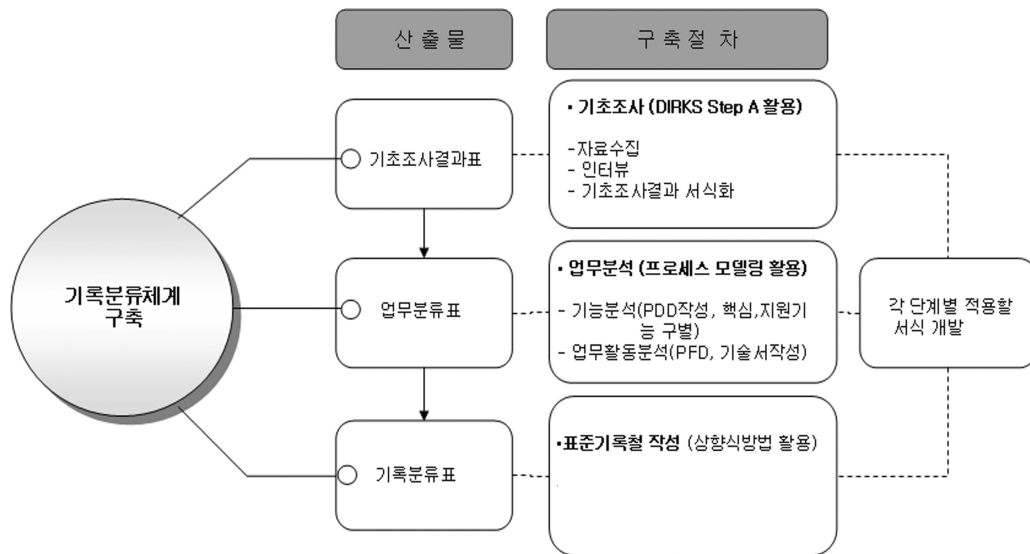 산 출 물
구 축 절 차
기록분류체계
구축
기초조사결과표
▪ 기초조사 (DIRKS Step A 활용)
-자료수집
- 인터뷰
- 기초조사결과 서식화
업무분류표
▪ 업무분석 (프로세스 모델링 활용)
- 기능분석(PDD작성, 핵심,지원기
능 구별)
- 업무활동분석(PFD, 기술서작성)
기록분류표
▪표준기록철 작성 (상향식방법 활용)
각 단계별 적용할
서식 개발